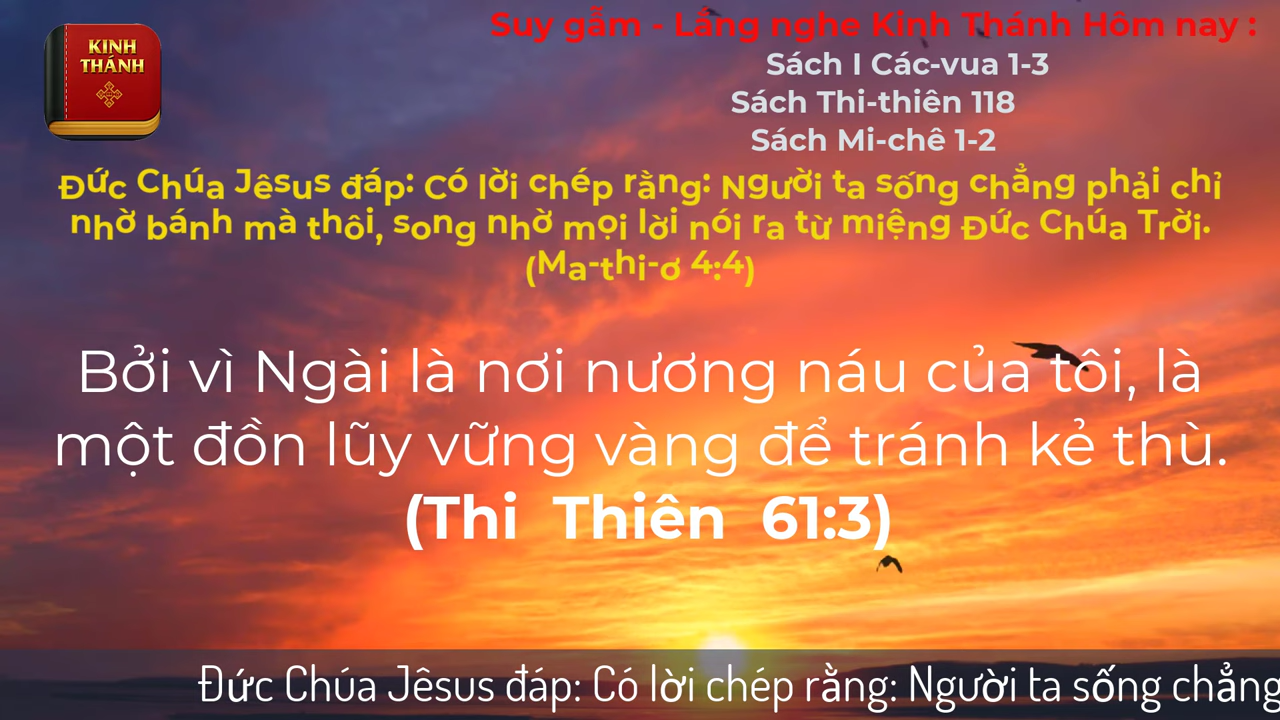 KINH
THÁNH
Suy gẫm - Lắng nghe Kinh Thánh Hôm nay :
Sách I Các-vua 1-3
Sách Thi-thiên 118
Sách Mi-chê 1-2
Đức Chúa Jêsus đáp: Có lời chép rằng: Người ta sống chẳng phải chỉ
nhờ bánh mà thôi, song nhờ mọi lời nói ra từ miệng Đức Chúa Trời.
(Ma-thi-ơ 4:4)
Bởi vì Ngài là nơi nương náu của tôi, là
một đồn lũy vững vàng để tránh kẻ thù.
(Thi Thiên 61:3)
Đức Chúa Jêsus đáp: Có lời chép rằng: Người ta sống chẳng